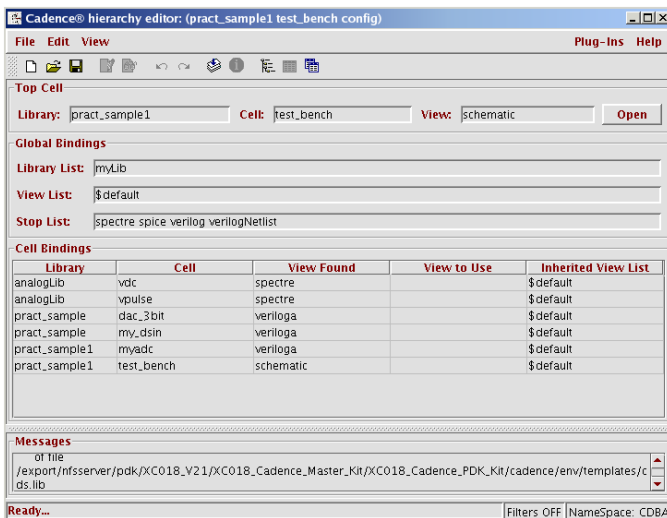 Cadence® hierarchy editor: (pract_sample1 test_bench config)
File Edit View Plug-Ins Help
Top Cell
Library: pract_sample1 Cell: test_bench View: schematic Open
Global Bindings
Library List: myLib
View List: $default
Stop List: spectre spice verilog verilogNetlist
Cell Bindings
Library Cell View Found View to Use Inherited View List
analogLib vdc spectre $default
analogLib vpulse spectre $default
pract_sample dac_3bit veriloga $default
pract_sample my_dsin veriloga $default
pract_sample1 myadc veriloga $default
pract_sample1 test_bench schematic $default
Messages
of file
/export/nfsserver/pdk/XC018_V21/XC018_Cadence_Master_Kit/XC018_Cadence_PDK_Kit/cadence/env/templates/c
ds.lib
Ready... Filters OFF NameSpace: CDBA